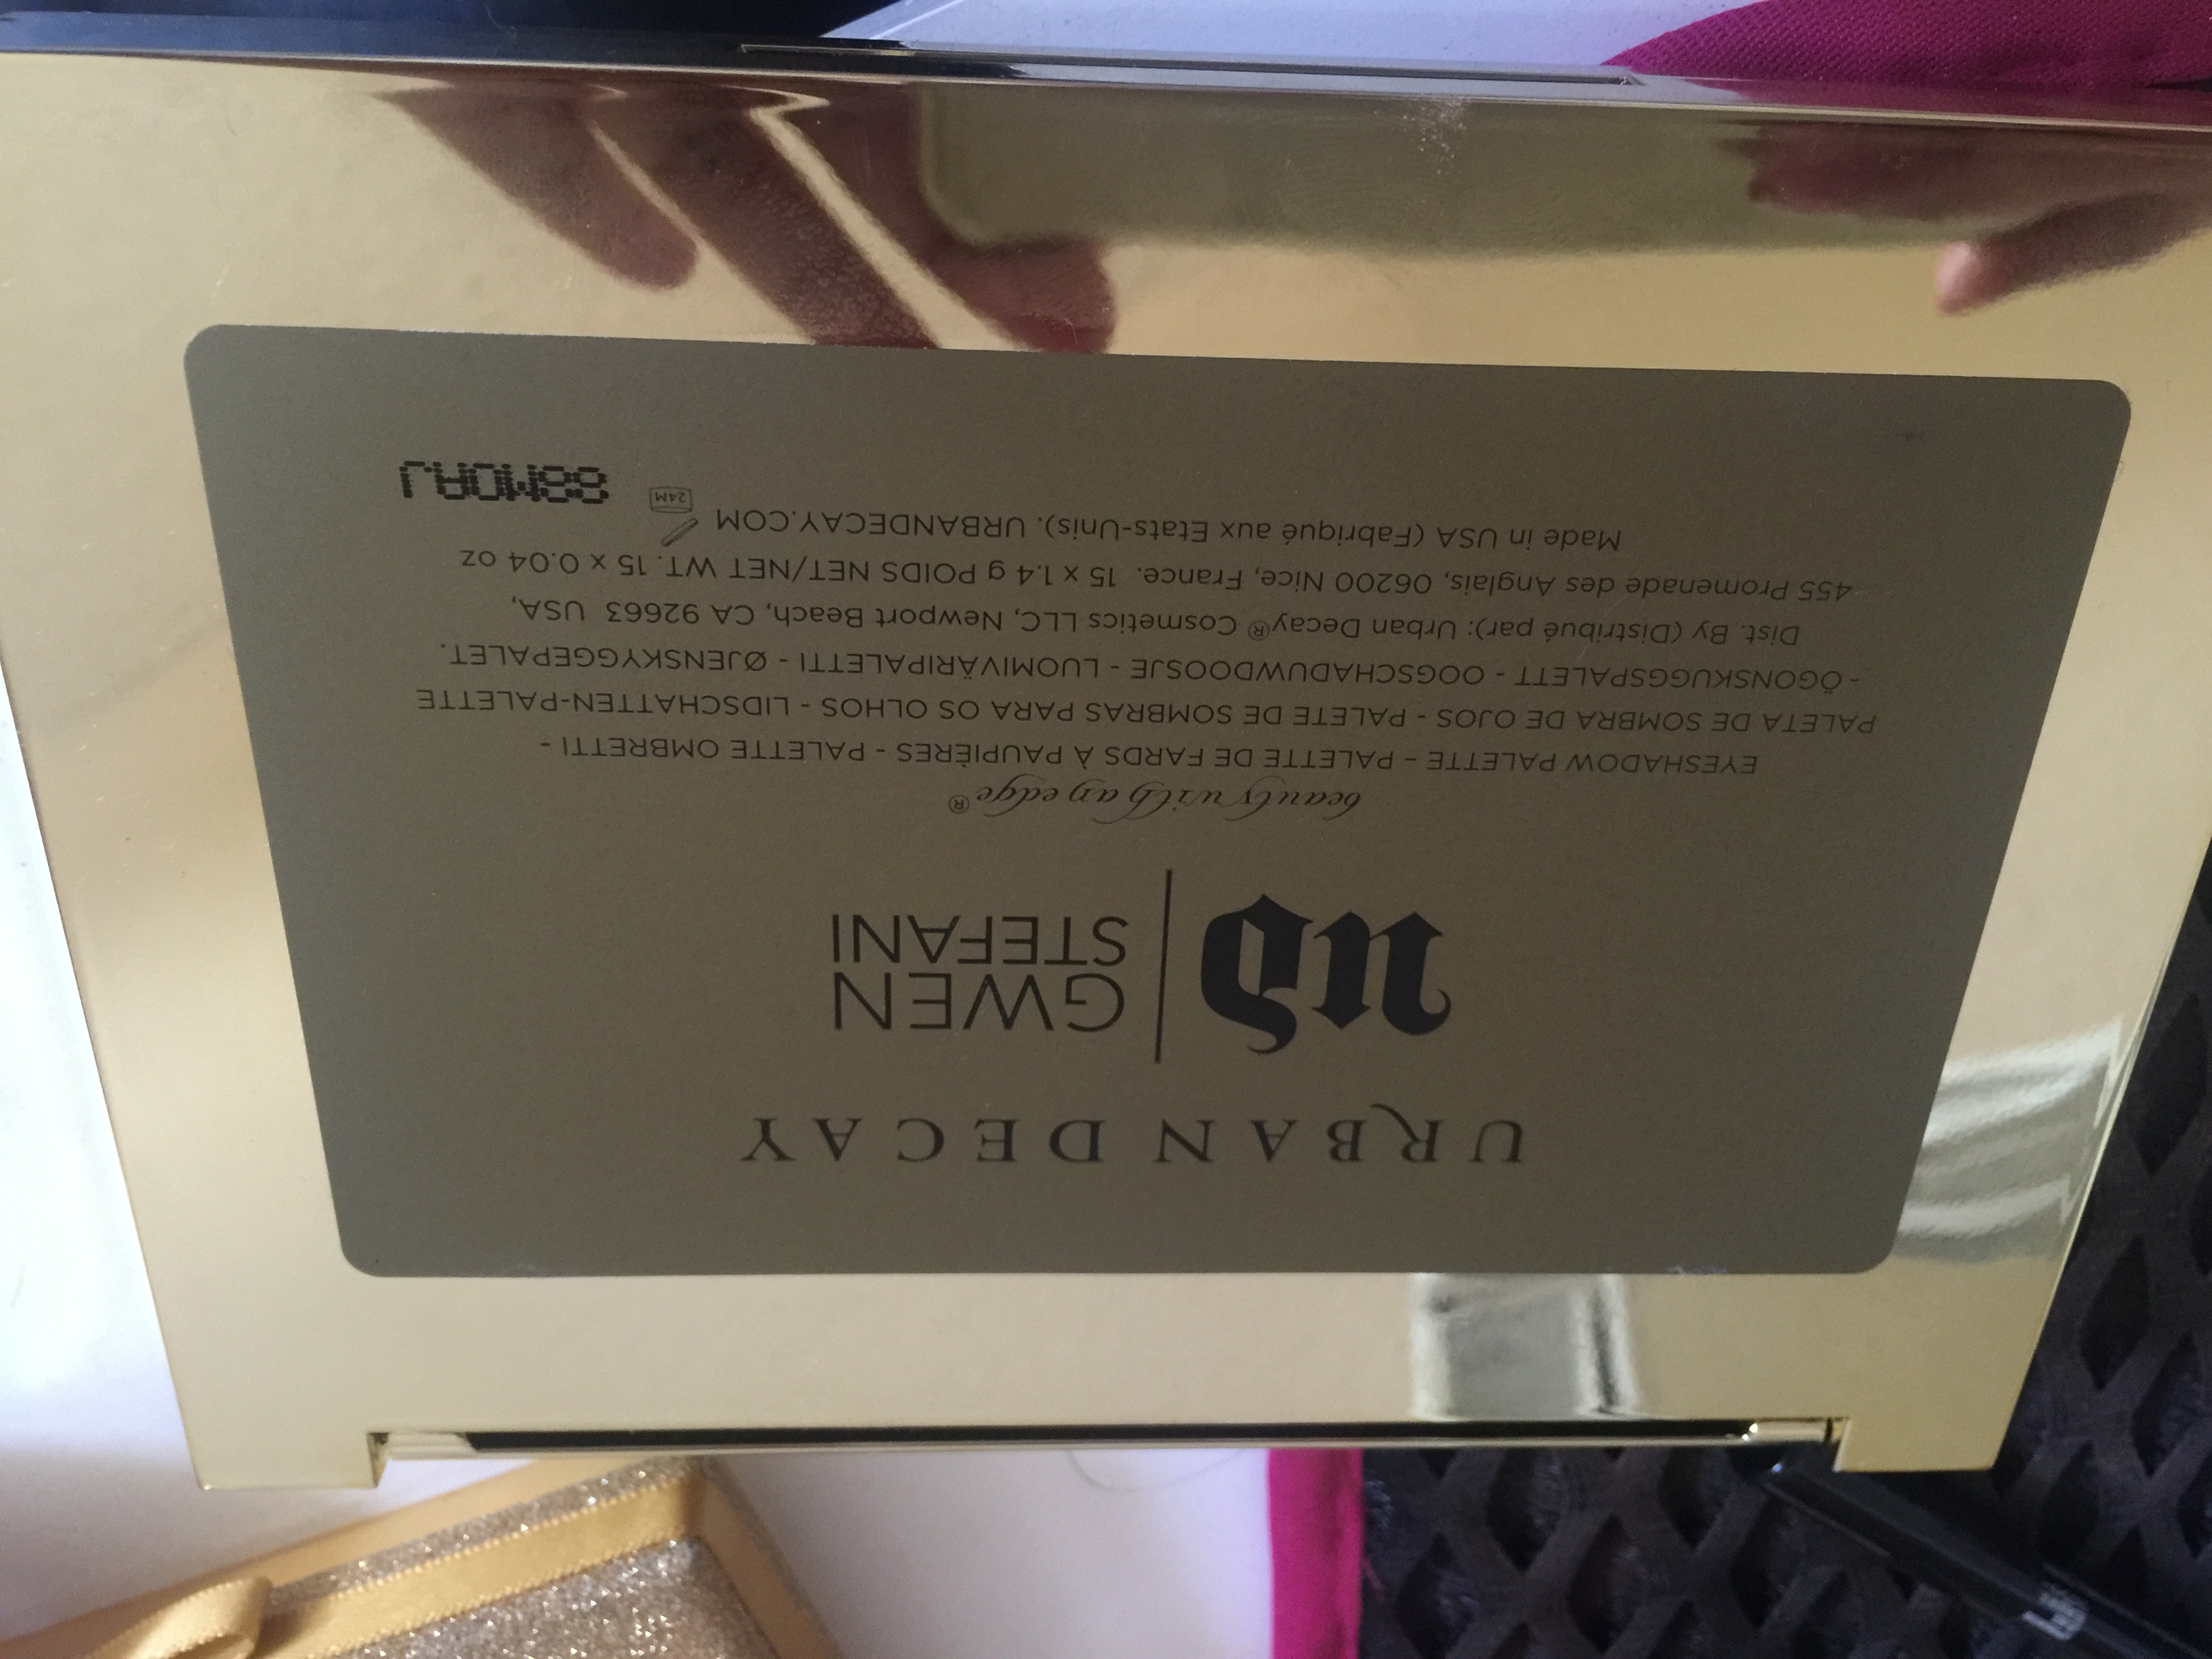 URBAN DECAY
UD
GWEN
STEFANI
beauty with an edge®
EYESHADOW PALETTE - PALETTE DE FARDS À PAUPIÈRES - PALETTE OMBRETTI -
PALETA DE SOMBRA DE OJOS - PALETE DE SOMBRAS PARA OS OLHOS - LIDSCHATTEN-PALETTE
- ÖGONSKUGGSPALETT - OOGSCHADUWDOOSJE - LUOMIVÄRIPALETTI - ØJENSKYGGEPALET.
Dist. By (Distribué par): Urban Decay® Cosmetics LLC, Newport Beach, CA 92663 USA,
455 Promenade des Anglais, 06200 Nice, France. 15 x 1.4 g POIDS NET/NET WT. 15 x 0.04 oz
Made in USA (Fabriqué aux Etats-Unis). URBANDECAY.COM
24M